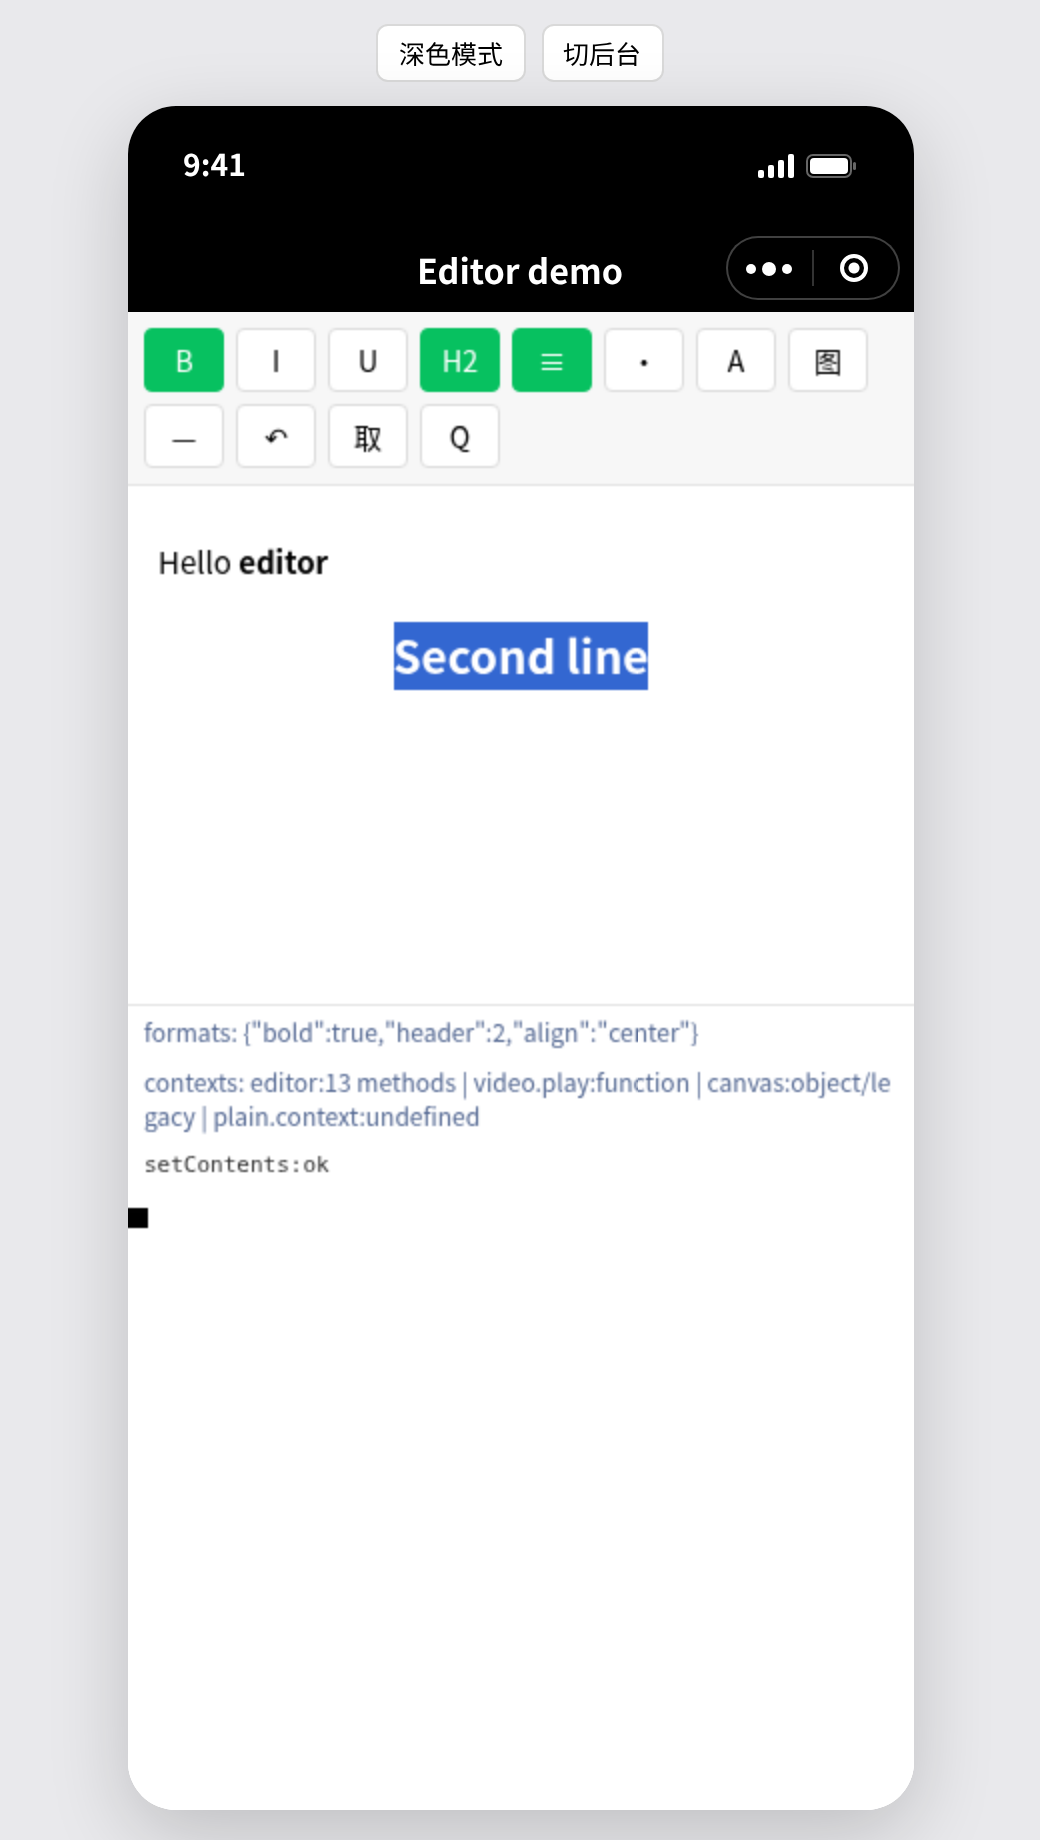 深色模式 切后台
9:41
Editor demo
B I U H2 ≡ · A 图
— ↶ 取 Q
Hello editor
Second line
formats: {"bold":true,"header":2,"align":"center"}
contexts: editor:13 methods | video.play:function | canvas:object/le
gacy | plain.context:undefined
setContents:ok